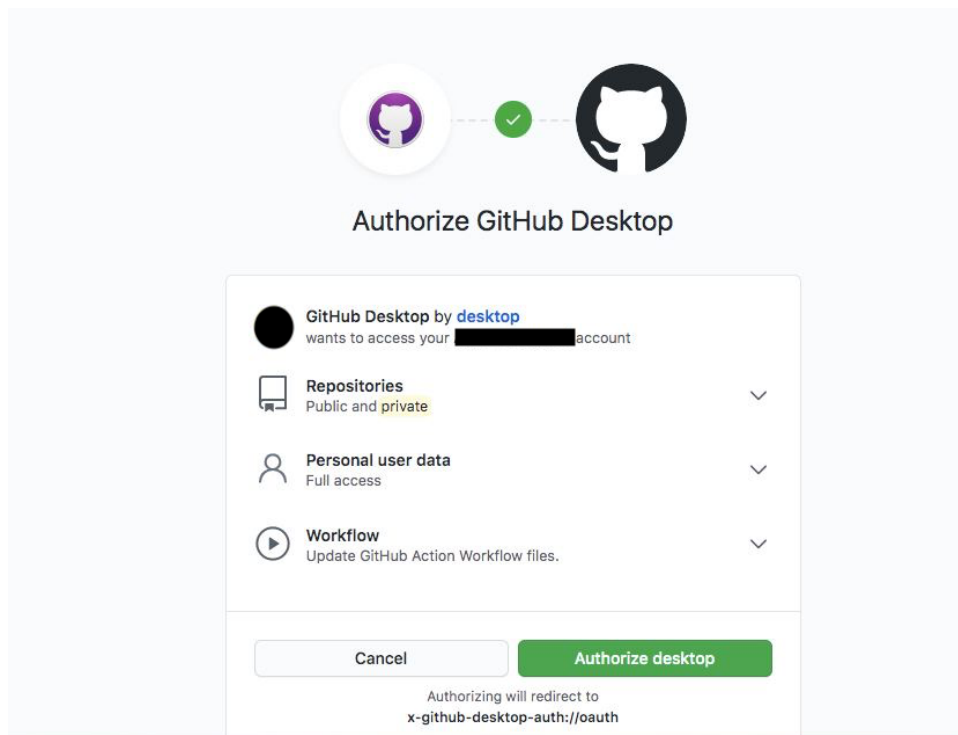 Authorize GitHub Desktop
GitHub Desktop by desktop
wants to access your account
Repositories
Public and private
Personal user data
Full access
Workflow
Update GitHub Action Workflow files.
Cancel
Authorize desktop
Authorizing will redirect to
x-github-desktop-auth://oauth